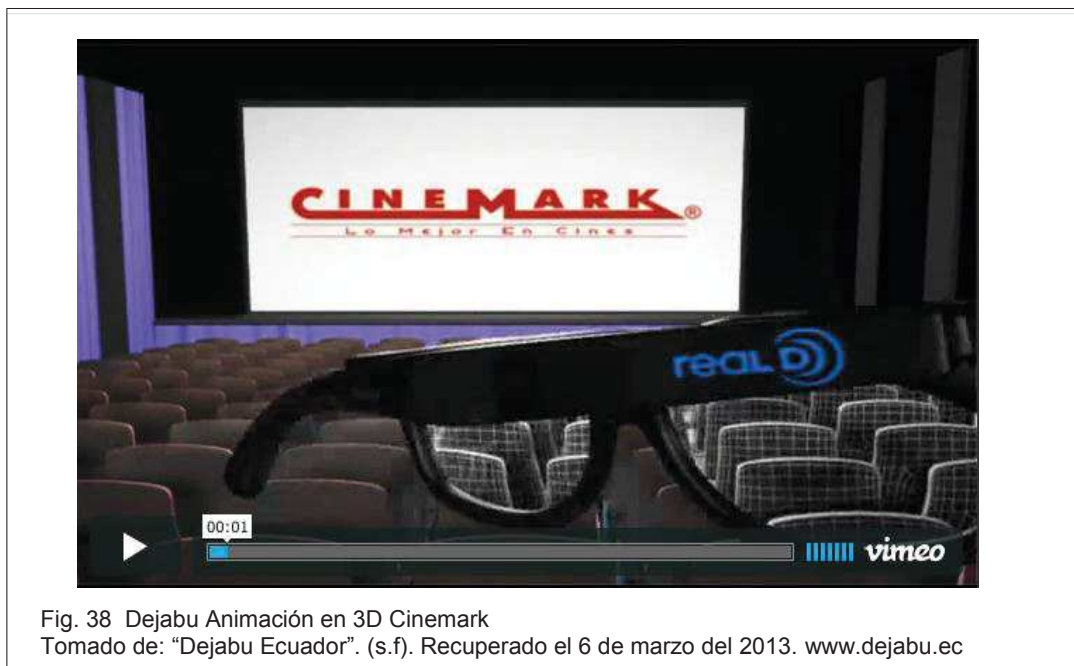 CINEMARK®
Lo Mejor En Cines
reaL D
00:01
vimeo
Fig. 38 Dejabu Animación en 3D Cinemark
Tomado de: “Dejabu Ecuador”. (s.f). Recuperado el 6 de marzo del 2013. www.dejabu.ec